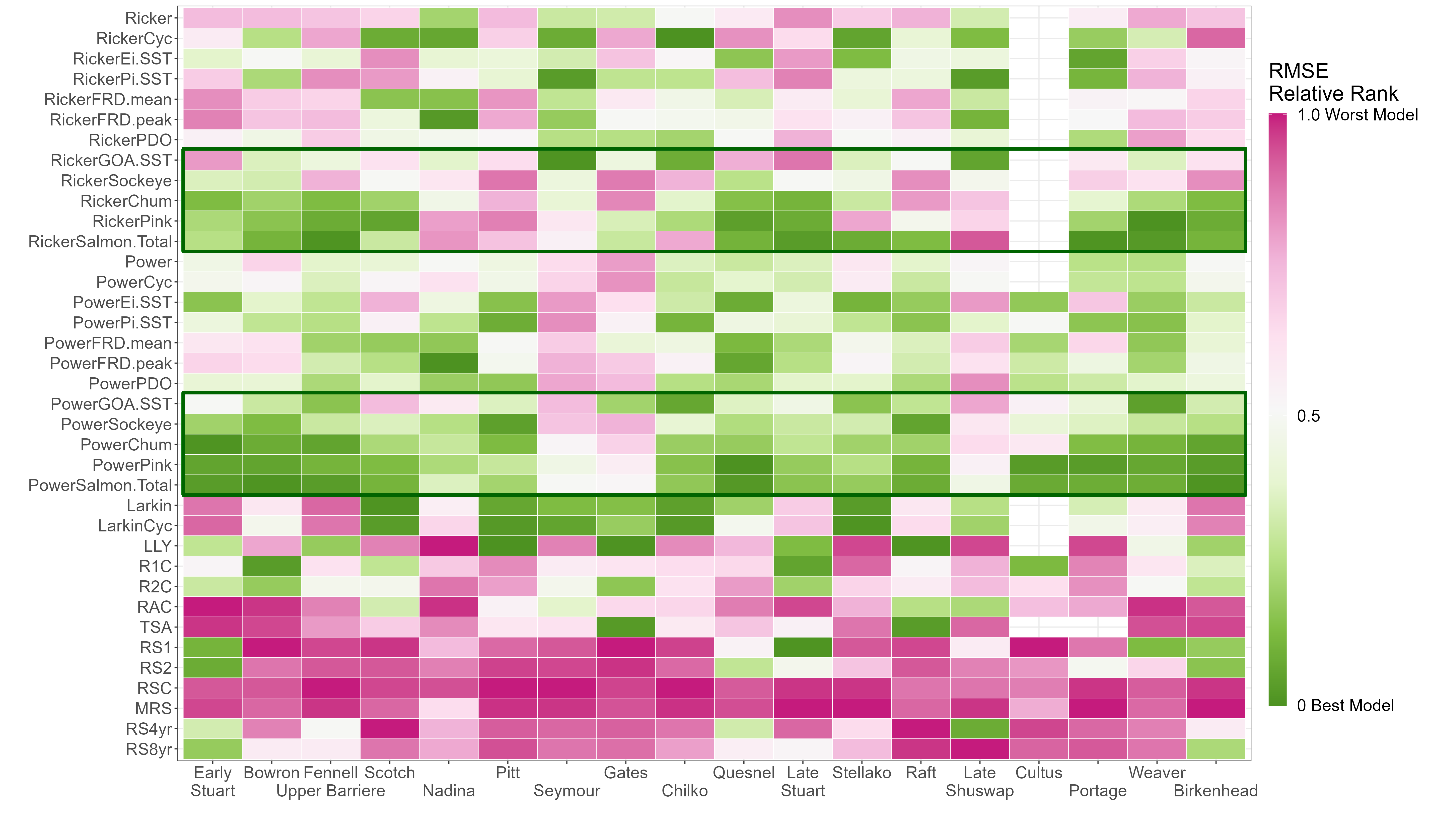 Ricker
RickerCyc
RickerEi.SST
RickerPi.SST
RickerFRD.mean
RickerFRD.peak
RickerPDO
RickerGOA.SST
RickerSockeye
RickerChum
RickerPink
RickerSalmon.Total
Power
PowerCyc
PowerEi.SST
PowerPi.SST
PowerFRD.mean
PowerFRD.peak
PowerPDO
PowerGOA.SST
PowerSockeye
PowerChum
PowerPink
PowerSalmon.Total
Larkin
LarkinCyc
LLY
R1C
R2C
RAC
TSA
RS1
RS2
RSC
MRS
RS4yr
RS8yr
Early Bowron Fennell Scotch Pitt Gates Quesnel Late Stellako Raft Late Cultus Weaver
Stuart Upper Barriere Nadina Seymour Chilko Stuart Shuswap Portage Birkenhead
RMSE
Relative Rank
1.0 Worst Model
0.5
0 Best Model